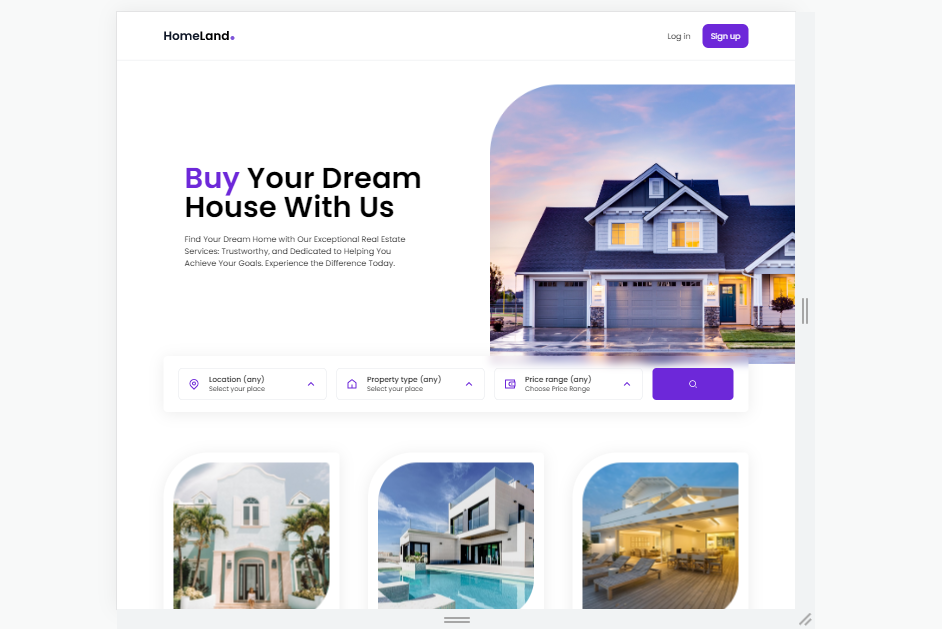 HomeLand.
Log in
Sign up
Buy Your Dream
House With Us
Find Your Dream Home with Our Exceptional Real Estate
Services: Trustworthy, and Dedicated to Helping You
Achieve Your Goals. Experience the Difference Today.
Location (any)
Select your place
Property type (any)
Select your place
Price range (any)
Choose Price Range